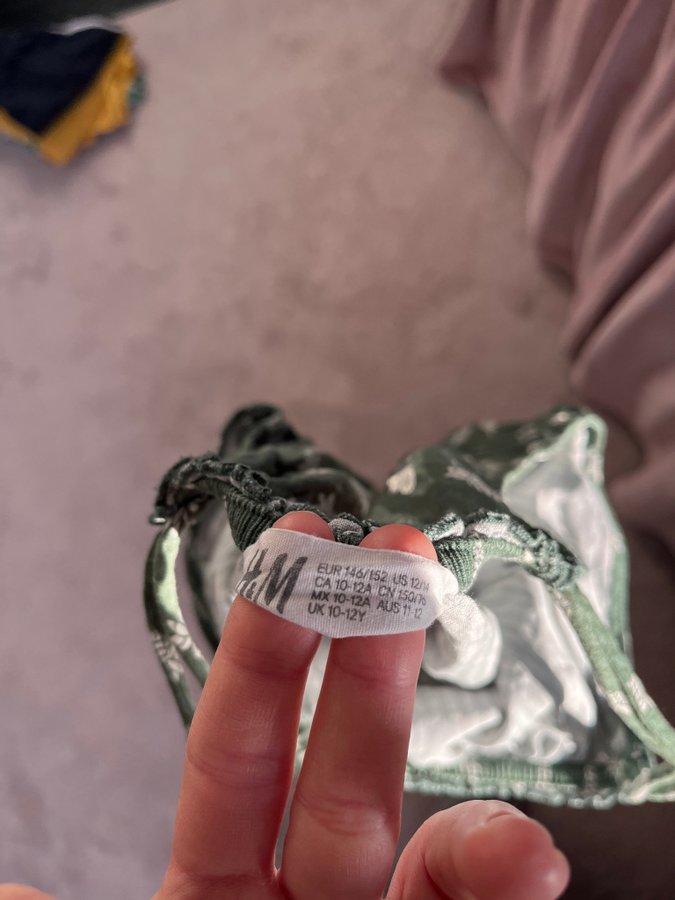 H&M
EUR 146/152 US 12/14
CA 10-12A CN 150/76
MX 10-12A AUS 11-12
UK 10-12Y